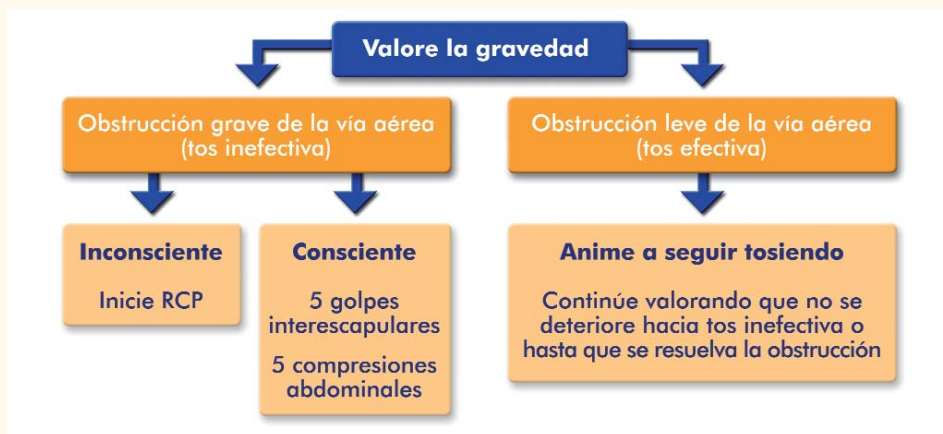 Valore la gravedad
Obstrucción grave de la vía aérea
(tos inefectiva)
Obstrucción leve de la vía aérea
(tos efectiva)
Inconsciente
Inicie RCP
Consciente
5 golpes
interescapulares
5 compresiones
abdominales
Anime a seguir tosiendo
Continúe valorando que no se
deteriore hacia tos inefectiva o
hasta que se resuelva la obstrucción